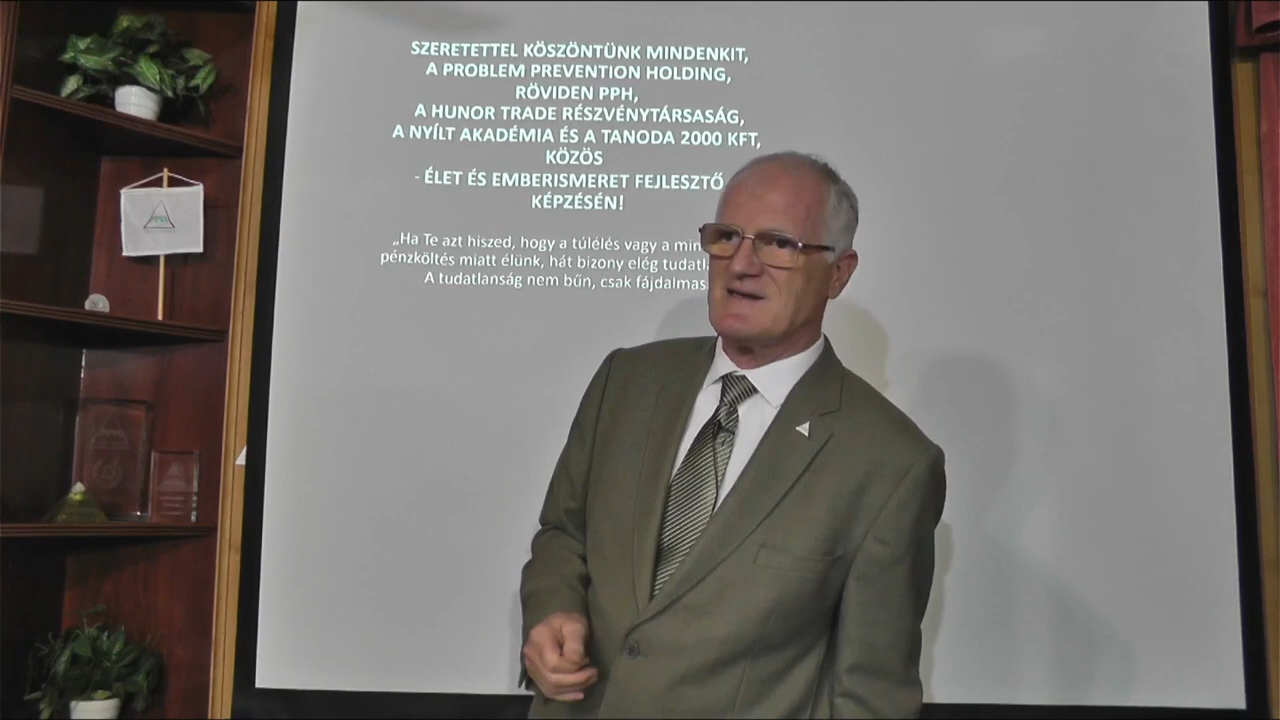 SZERETETTEL KÖSZÖNTÜNK MINDENKIT,
A PROBLEM PREVENTION HOLDING,
RÖVIDEN PPH,
A HUNOR TRADE RÉSZVÉNYTÁRSASÁG,
A NYÍLT AKADÉMIA ÉS A TANODA 2000 KFT,
KÖZÖS
- ÉLET ÉS EMBERISMERET FEJLESZTŐ
KÉPZÉSÉN!
„Ha Te azt hiszed, hogy a túlélés vagy a
pénzköltés miatt élünk, hát bizony elég
A tudatlanság nem bűn, csak fájdalmas